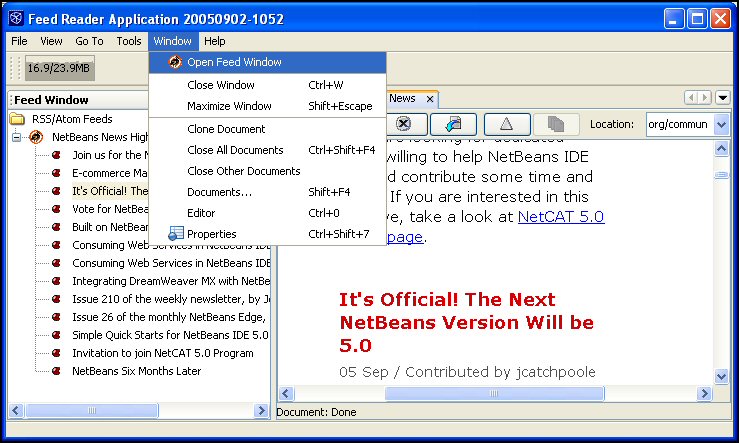 Feed Reader Application 20050902-1052
File View Go To Tools Window Help
16.9/23.9MB
Open Feed Window
Close Window Ctrl+W
Maximize Window Shift+Escape
Clone Document
Close All Documents Ctrl+Shift+F4
Close Other Documents
Documents... Shift+F4
Editor Ctrl+0
Properties Ctrl+Shift+7
Feed Window
RSS/Atom Feeds
NetBeans News High
Join us for the N
E-commerce Ma
It's Official! The
Vote for NetBea
Built on NetBean
Consuming Web Services in NetBeans IDE
Consuming Web Services in NetBeans IDE
Integrating DreamWeaver MX with NetBe
Issue 210 of the weekly newsletter, by Jo
Issue 26 of the monthly NetBeans Edge,
Simple Quick Starts for NetBeans IDE 5.0
Invitation to join NetCAT 5.0 Program
NetBeans Six Months Later
News
Location: org/commun
willing to help NetBeans IDE
contribute some time and
If you are interested in this
take a look at NetCAT 5.0
page.
It's Official! The Next
NetBeans Version Will be
5.0
05 Sep / Contributed by jcatchpoole
Document: Done